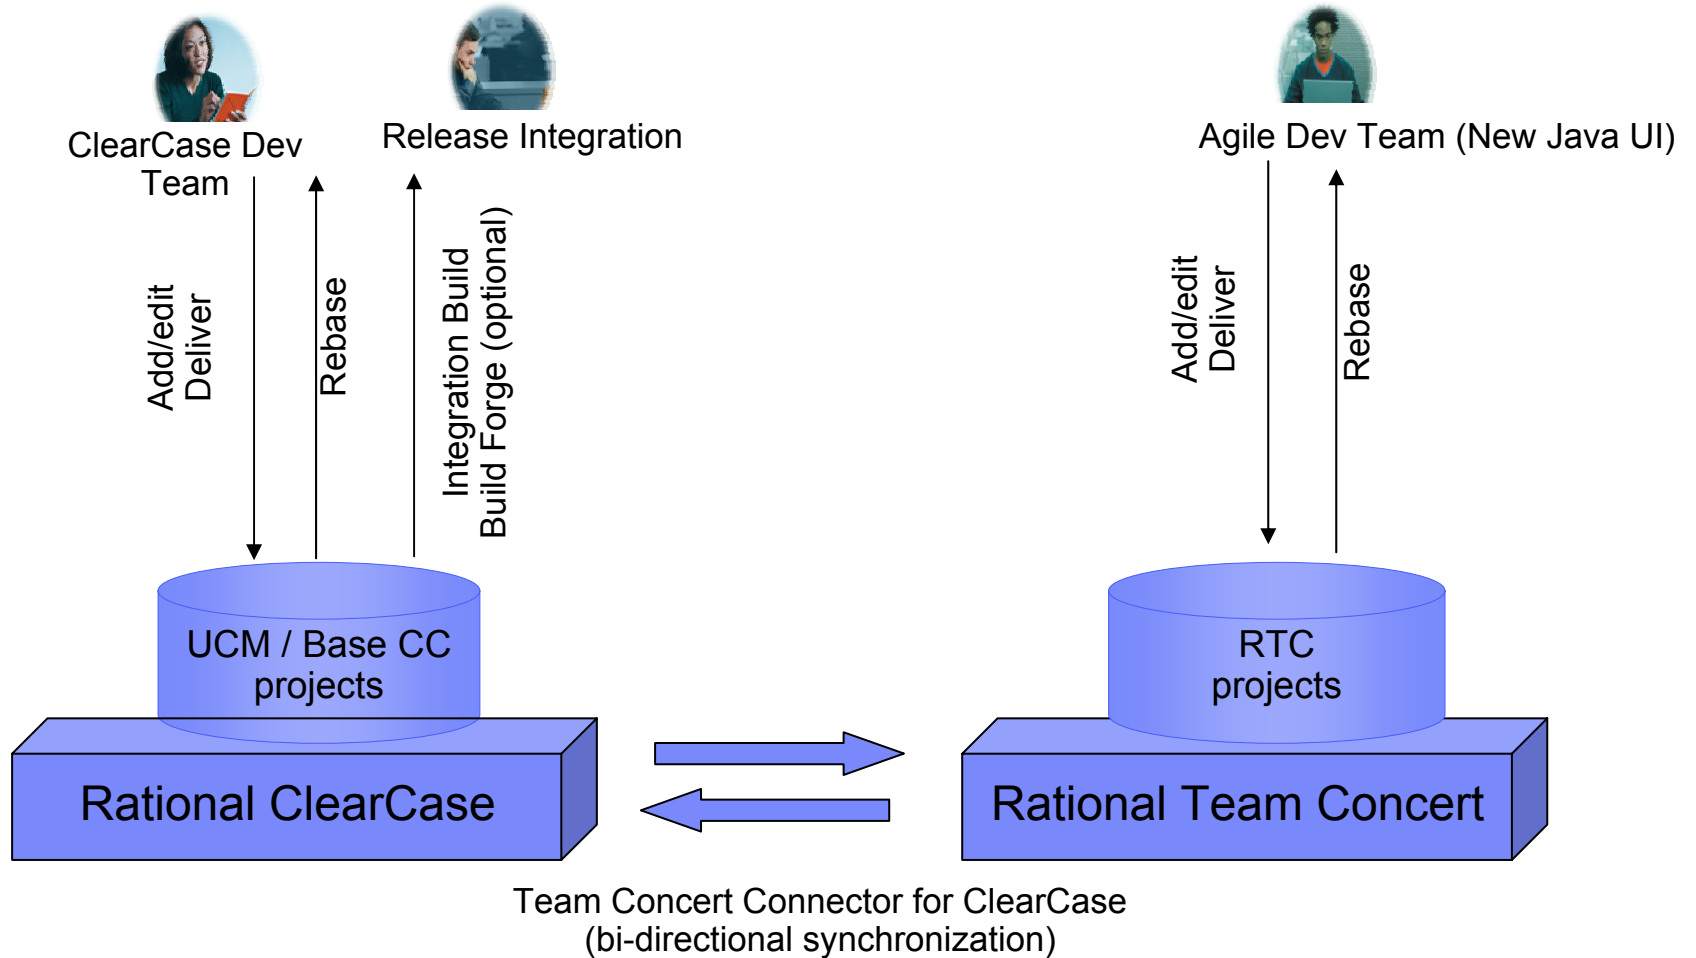 ClearCase Dev
Team
Release Integration
Agile Dev Team (New Java UI)
Add/edit
Deliver
Rebase
Integration Build
Build Forge (optional)
Add/edit
Deliver
Rebase
UCM / Base CC
projects
RTC
projects
Rational ClearCase
Rational Team Concert
Team Concert Connector for ClearCase
(bi-directional synchronization)